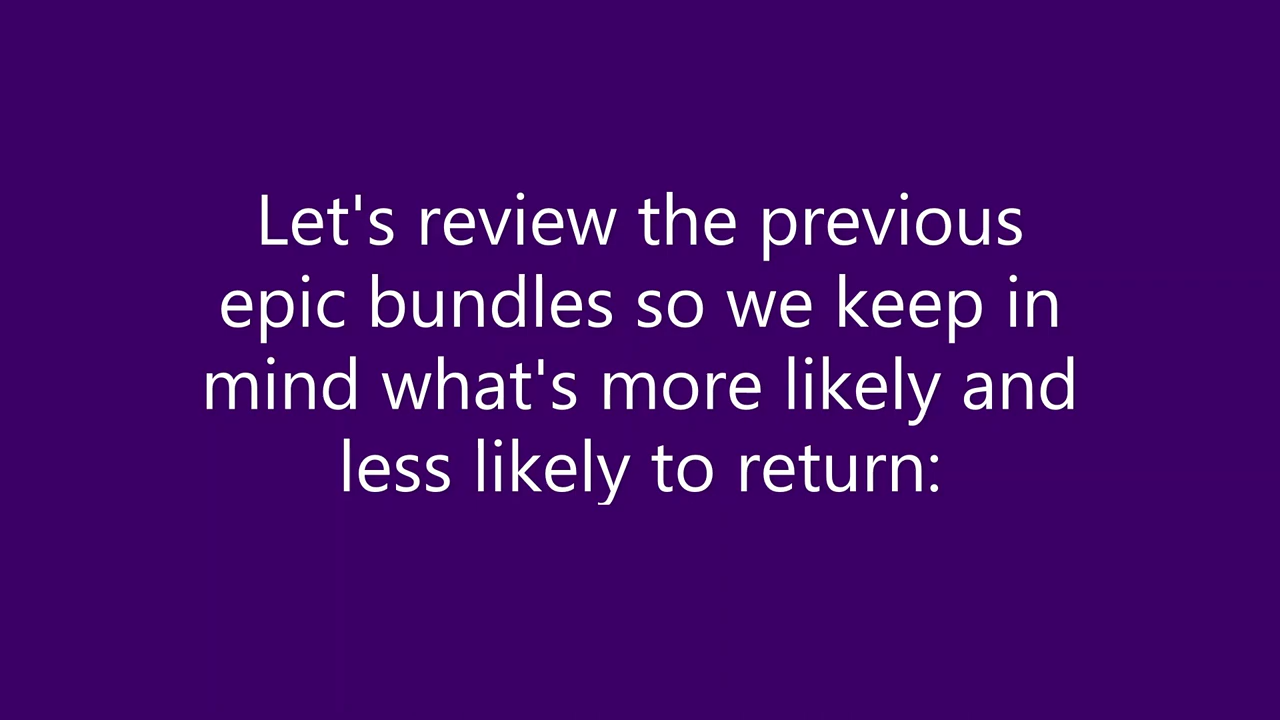 Let's review the previous
epic bundles so we keep in
mind what's more likely and
less likely to return: